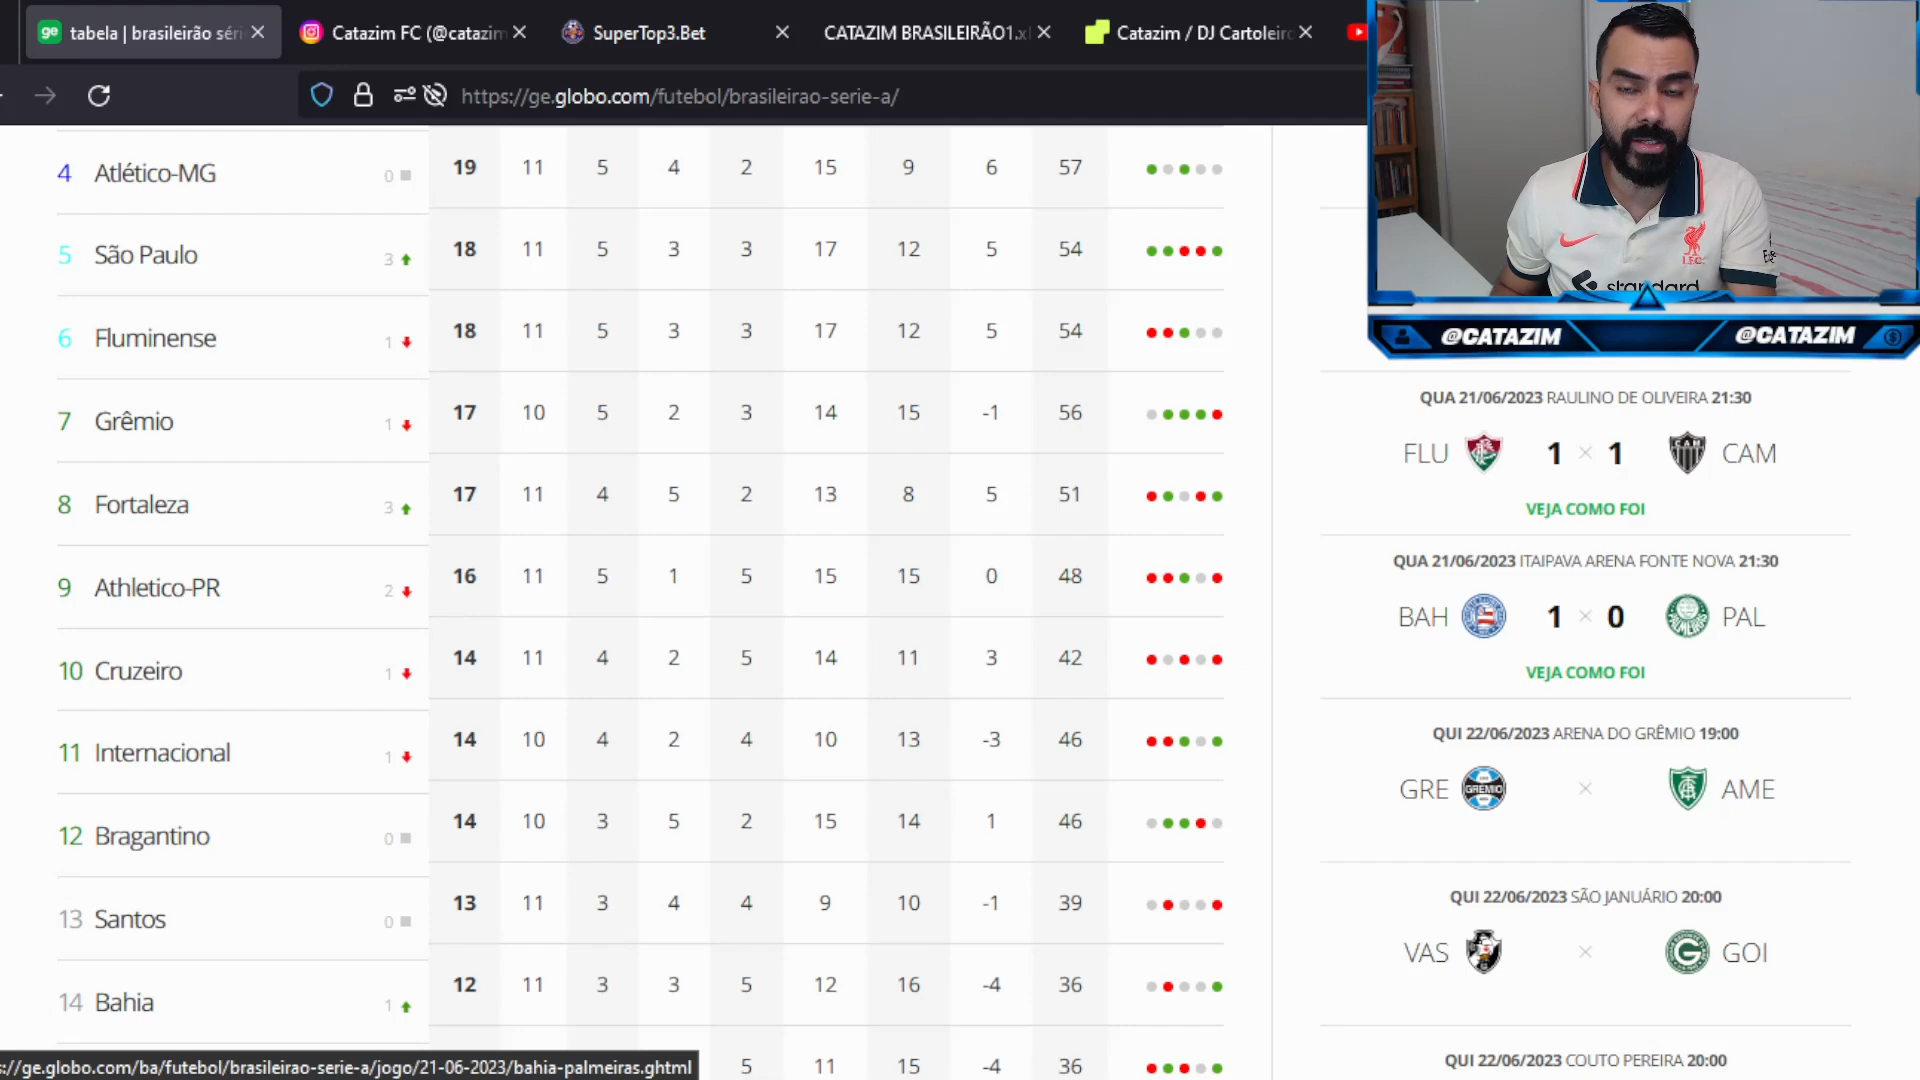 ge tabela | brasileirão séri
Catazim FC (@catazim
SuperTop3.Bet
CATAZIM BRASILEIRÃO1.x
Catazim / DJ Cartoleiro
https://ge.globo.com/futebol/brasileirao-serie-a/
4 Atlético-MG 0 19 11 5 4 2 15 9 6 57
5 São Paulo 3 18 11 5 3 3 17 12 5 54
6 Fluminense 1 18 11 5 3 3 17 12 5 54
7 Grêmio 1 17 10 5 2 3 14 15 -1 56
8 Fortaleza 3 17 11 4 5 2 13 8 5 51
9 Athletico-PR 2 16 11 5 1 5 15 15 0 48
10 Cruzeiro 1 14 11 4 2 5 14 11 3 42
11 Internacional 1 14 10 4 2 4 10 13 -3 46
12 Bragantino 0 14 10 3 5 2 15 14 1 46
13 Santos 0 13 11 3 4 4 9 10 -1 39
14 Bahia 1 12 11 3 3 5 12 16 -4 36
5 11 15 -4 36
://ge.globo.com/ba/futebol/brasileirao-serie-a/jogo/21-06-2023/bahia-palmeiras.ghtml
L.F.C.
standard
@CATAZIM @CATAZIM
QUA 21/06/2023 RAULINO DE OLIVEIRA 21:30
FLU 1 × 1 CAM
VEJA COMO FOI
QUA 21/06/2023 ITAIPAVA ARENA FONTE NOVA 21:30
BAH 1 × 0 PAL
VEJA COMO FOI
QUI 22/06/2023 ARENA DO GRÊMIO 19:00
GRE × AME
QUI 22/06/2023 SÃO JANUÁRIO 20:00
VAS × GOI
QUI 22/06/2023 COUTO PEREIRA 20:00